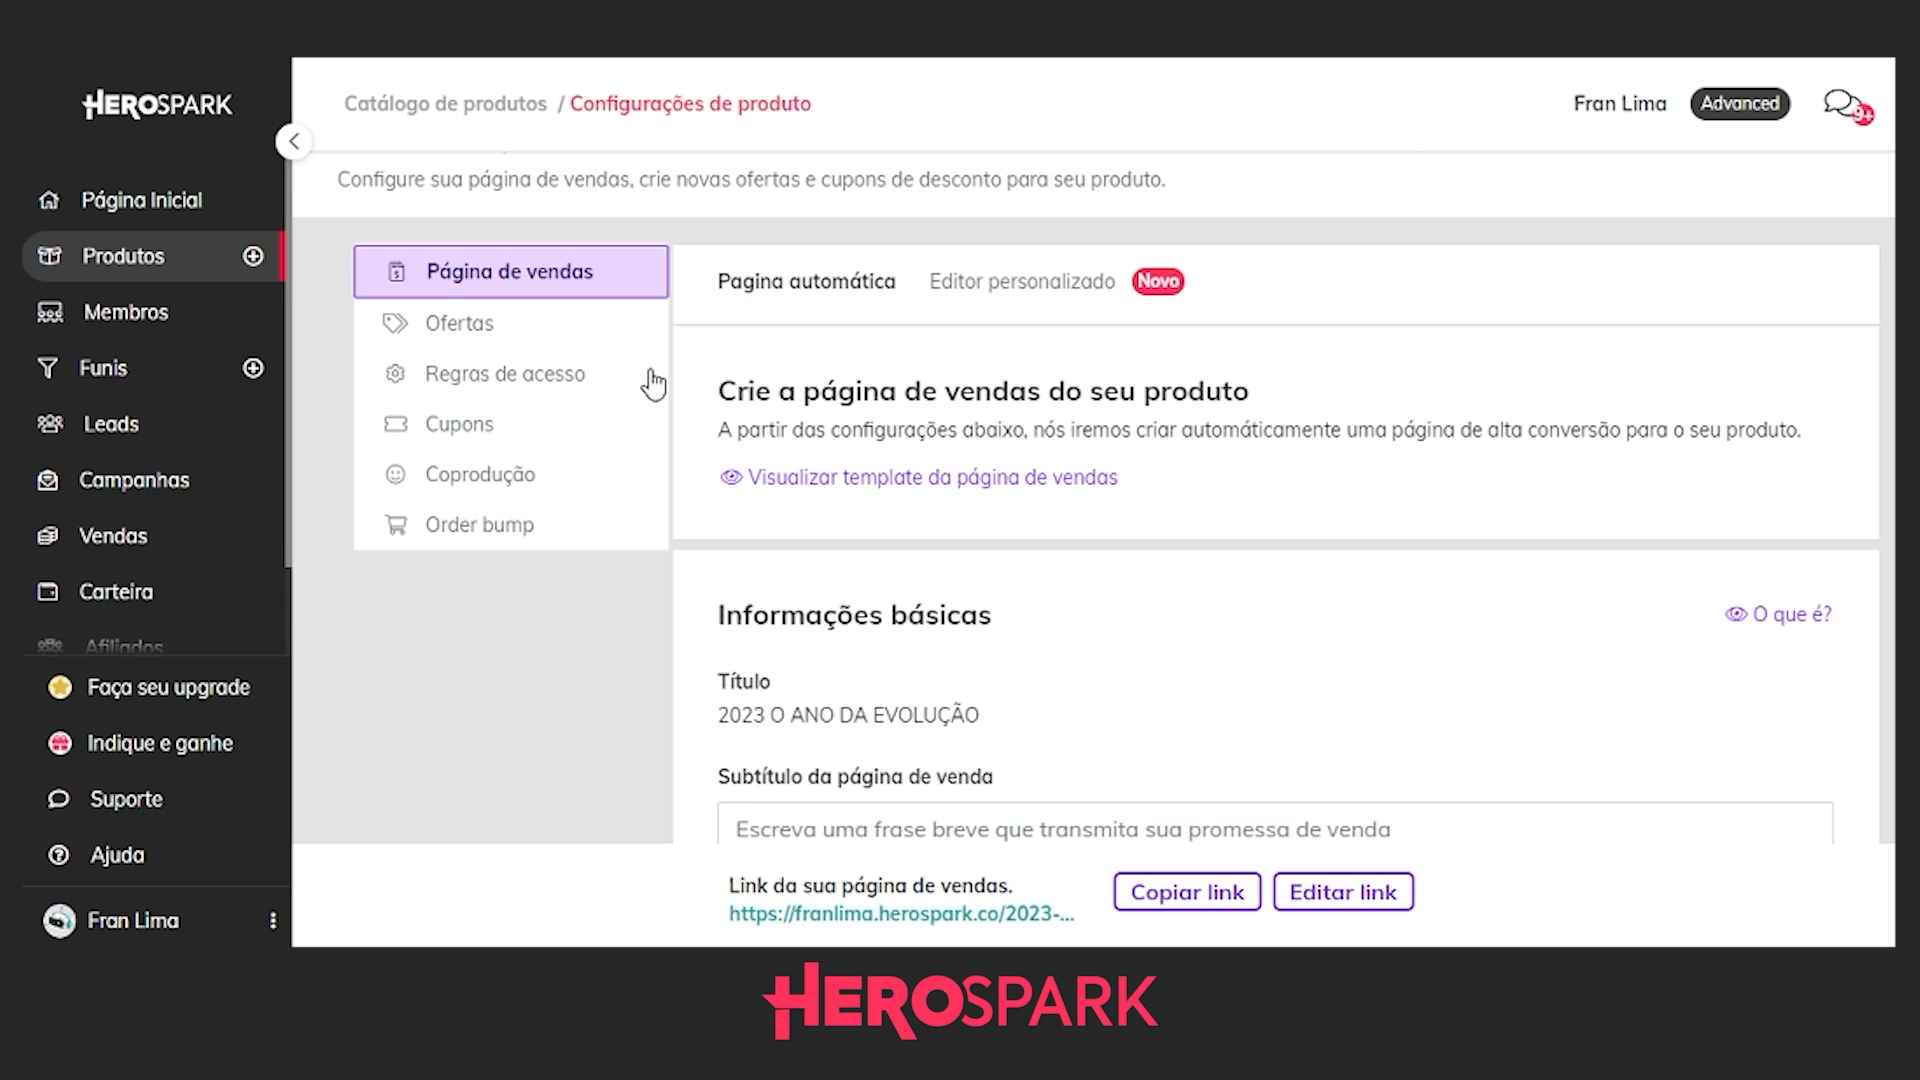 HEROSPARK
Catálogo de produtos / Configurações de produto
Fran Lima
Advanced
9+
Configure sua página de vendas, crie novas ofertas e cupons de desconto para seu produto.
Página Inicial
Produtos
Membros
Funis
Leads
Campanhas
Vendas
Carteira
Afiliados
Faça seu upgrade
Indique e ganhe
Suporte
Ajuda
Fran Lima
Página de vendas
Ofertas
Regras de acesso
Cupons
Coprodução
Order bump
Pagina automática
Editor personalizado
Novo
Crie a página de vendas do seu produto
A partir das configurações abaixo, nós iremos criar automáticamente uma página de alta conversão para o seu produto.
Visualizar template da página de vendas
Informações básicas
O que é?
Título
2023 O ANO DA EVOLUÇÃO
Subtítulo da página de venda
Escreva uma frase breve que transmita sua promessa de venda
Link da sua página de vendas.
https://franlima.herospark.co/2023-...
Copiar link
Editar link
HEROSPARK